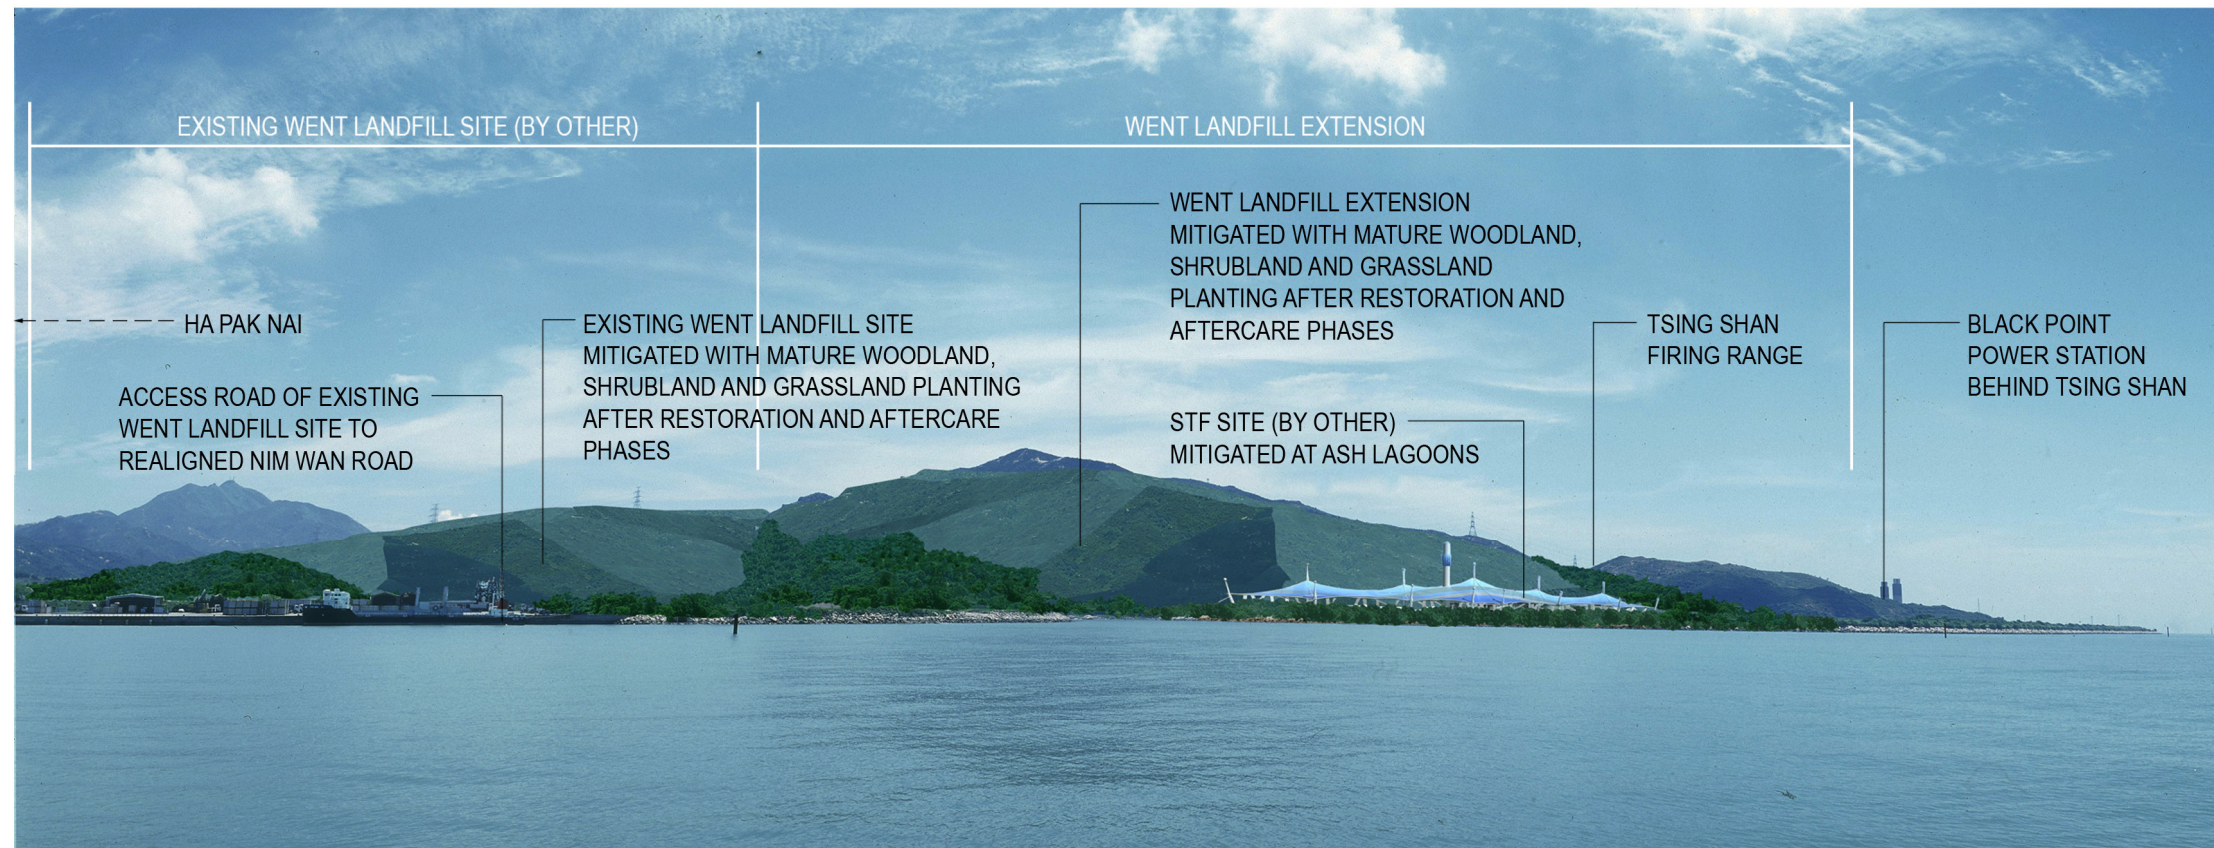 EXISTING WENT LANDFILL SITE (BY OTHER)
WENT LANDFILL EXTENSION
WENT LANDFILL EXTENSION
MITIGATED WITH MATURE WOODLAND,
SHRUBLAND AND GRASSLAND
PLANTING AFTER RESTORATION AND
AFTERCARE PHASES
HA PAK NAI
EXISTING WENT LANDFILL SITE
MITIGATED WITH MATURE WOODLAND,
SHRUBLAND AND GRASSLAND PLANTING
AFTER RESTORATION AND AFTERCARE
PHASES
TSING SHAN
FIRING RANGE
BLACK POINT
POWER STATION
BEHIND TSING SHAN
ACCESS ROAD OF EXISTING
WENT LANDFILL SITE TO
REALIGNED NIM WAN ROAD
STF SITE (BY OTHER)
MITIGATED AT ASH LAGOONS